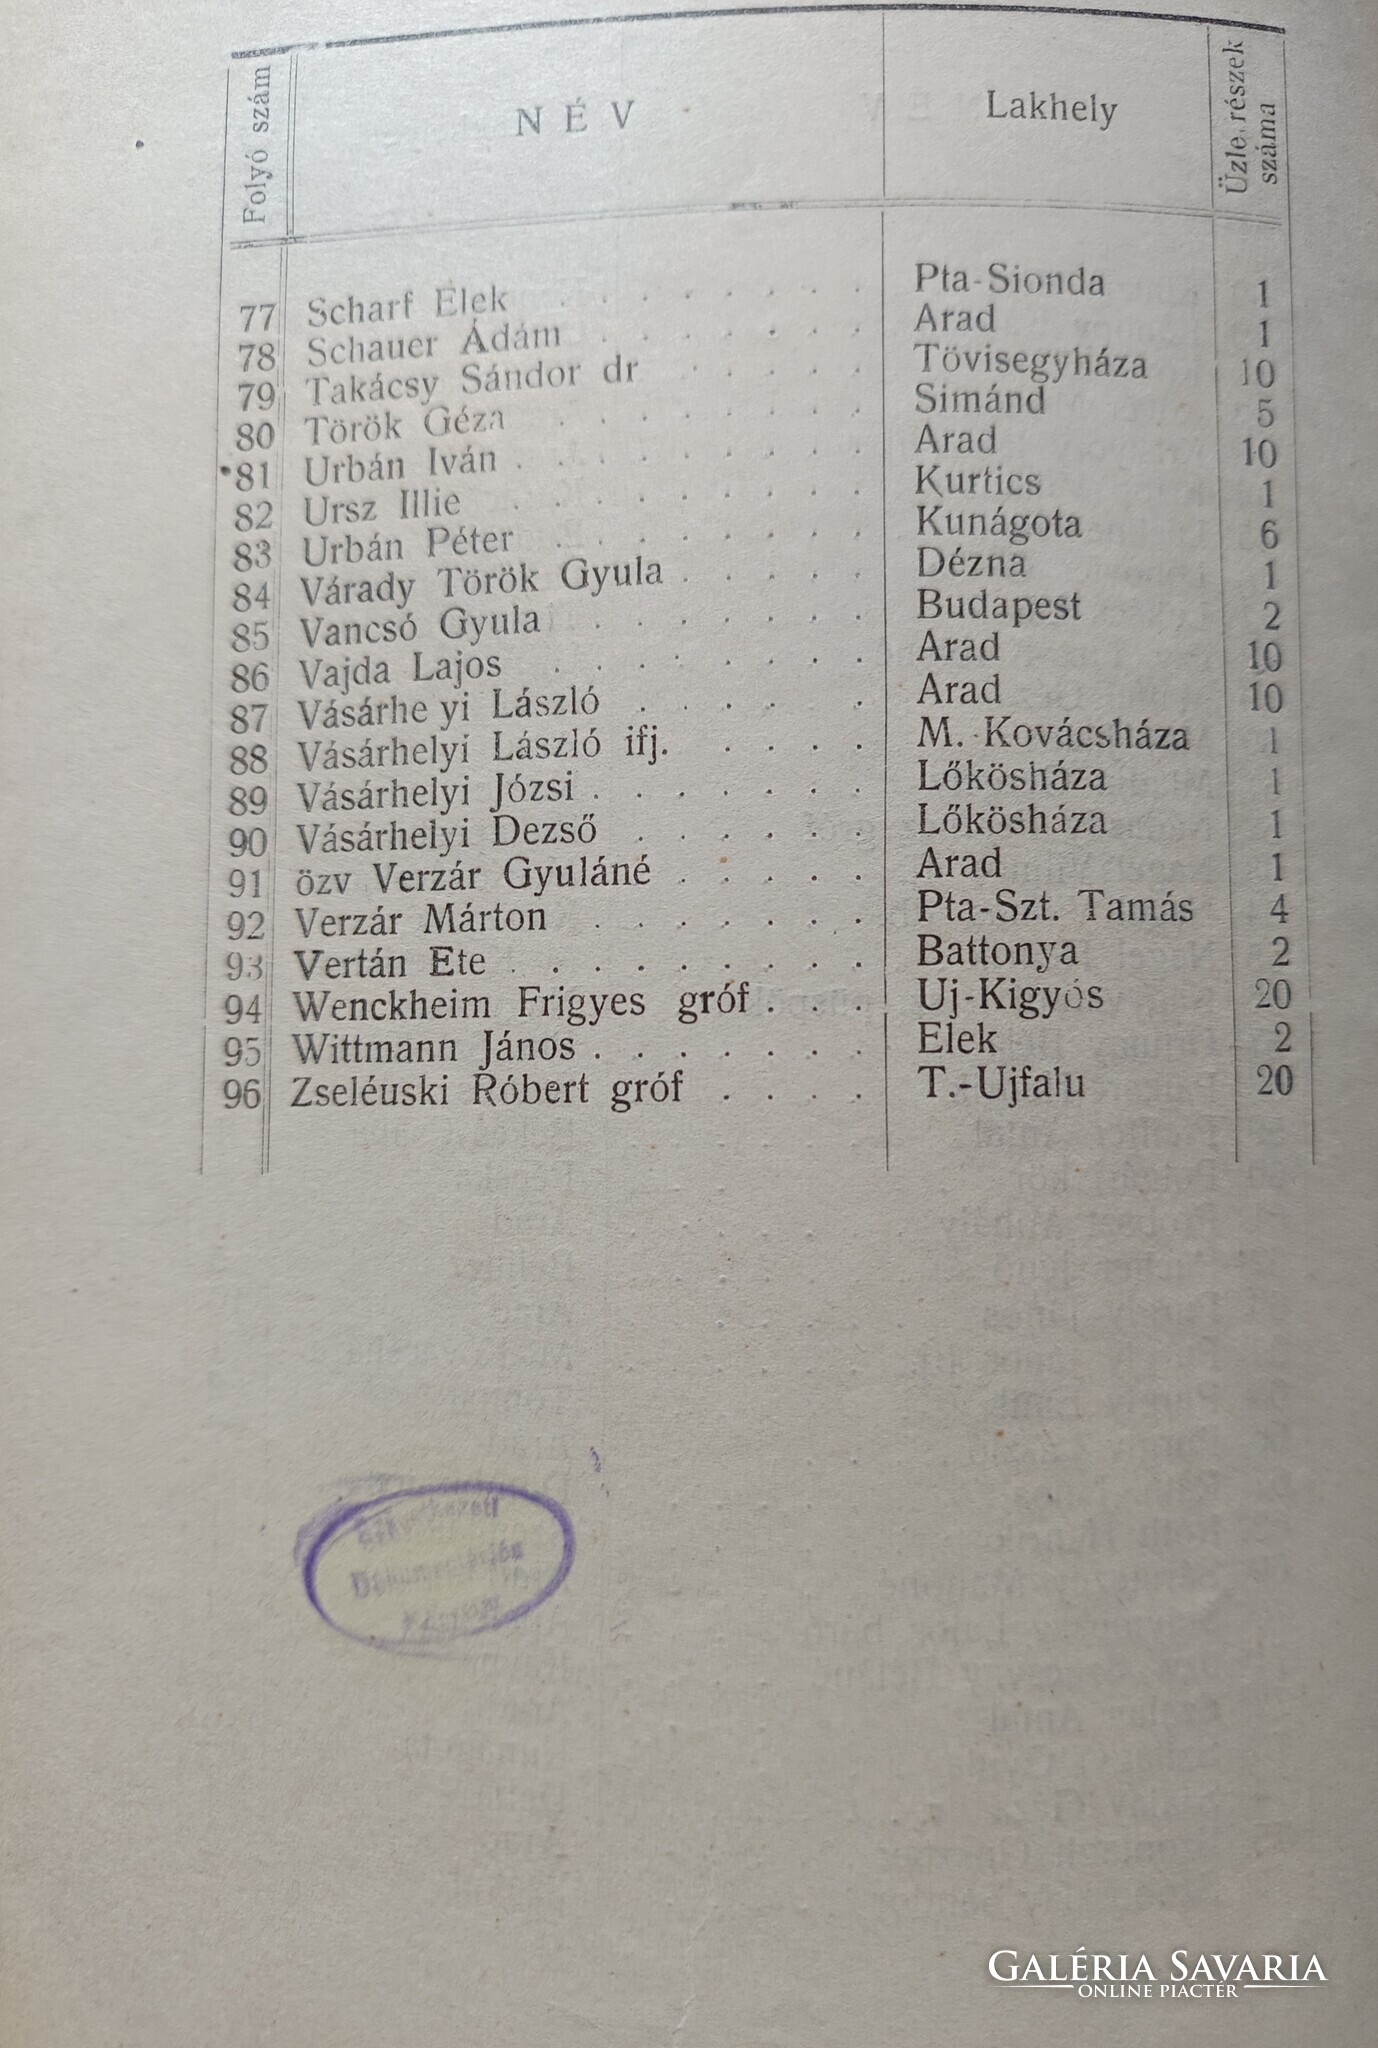 Folyó szám
NÉV
Lakhely
Üzle. részek száma
77 Scharf Elek . . . . . . . . Pta-Sionda 1
78 Schauer Ádám . . . . . . . Arad 1
79 Takácsy Sándor dr . . . . . Tövisegyháza 10
80 Török Géza . . . . . . . . Simánd 5
81 Urbán Iván . . . . . . . . . Arad 10
82 Ursz Illie . . . . . . . . . Kurtics 1
83 Urbán Péter . . . . . . . . Kunágota 6
84 Várady Török Gyula . . . . . Dézna 1
85 Vancsó Gyula . . . . . . . Budapest 2
86 Vajda Lajos . . . . . . . . Arad 10
87 Vásárhe yi László . . . . . Arad 10
88 Vásárhelyi László ifj. . . . . M. Kovácsháza 1
89 Vásárhelyi Józsi . . . . . . . Lőkösháza 1
90 Vásárhelyi Dezső . . . . . . Lőkösháza 1
91 özv Verzár Gyuláné . . . . . Arad 1
92 Verzár Márton . . . . . . . Pta-Szt. Tamás 4
93 Vertán Ete . . . . . . . . . Battonya 2
94 Wenckheim Frigyes gróf . . . Uj-Kigyós 20
95 Wittmann János . . . . . . . Elek 2
96 Zseléuski Róbert gróf . . . . T.-Ujfalu 20
GALÉRIA SAVARIA
ONLINE PIACTÉR